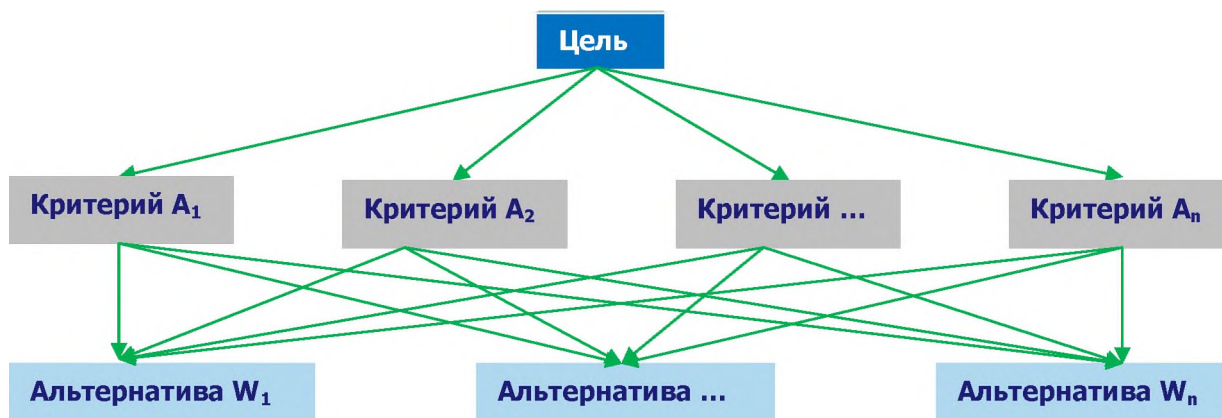 Цель
Критерий A₁
Критерий A₂
Критерий ...
Критерий Aₙ
Альтернатива W₁
Альтернатива ...
Альтернатива Wₙ